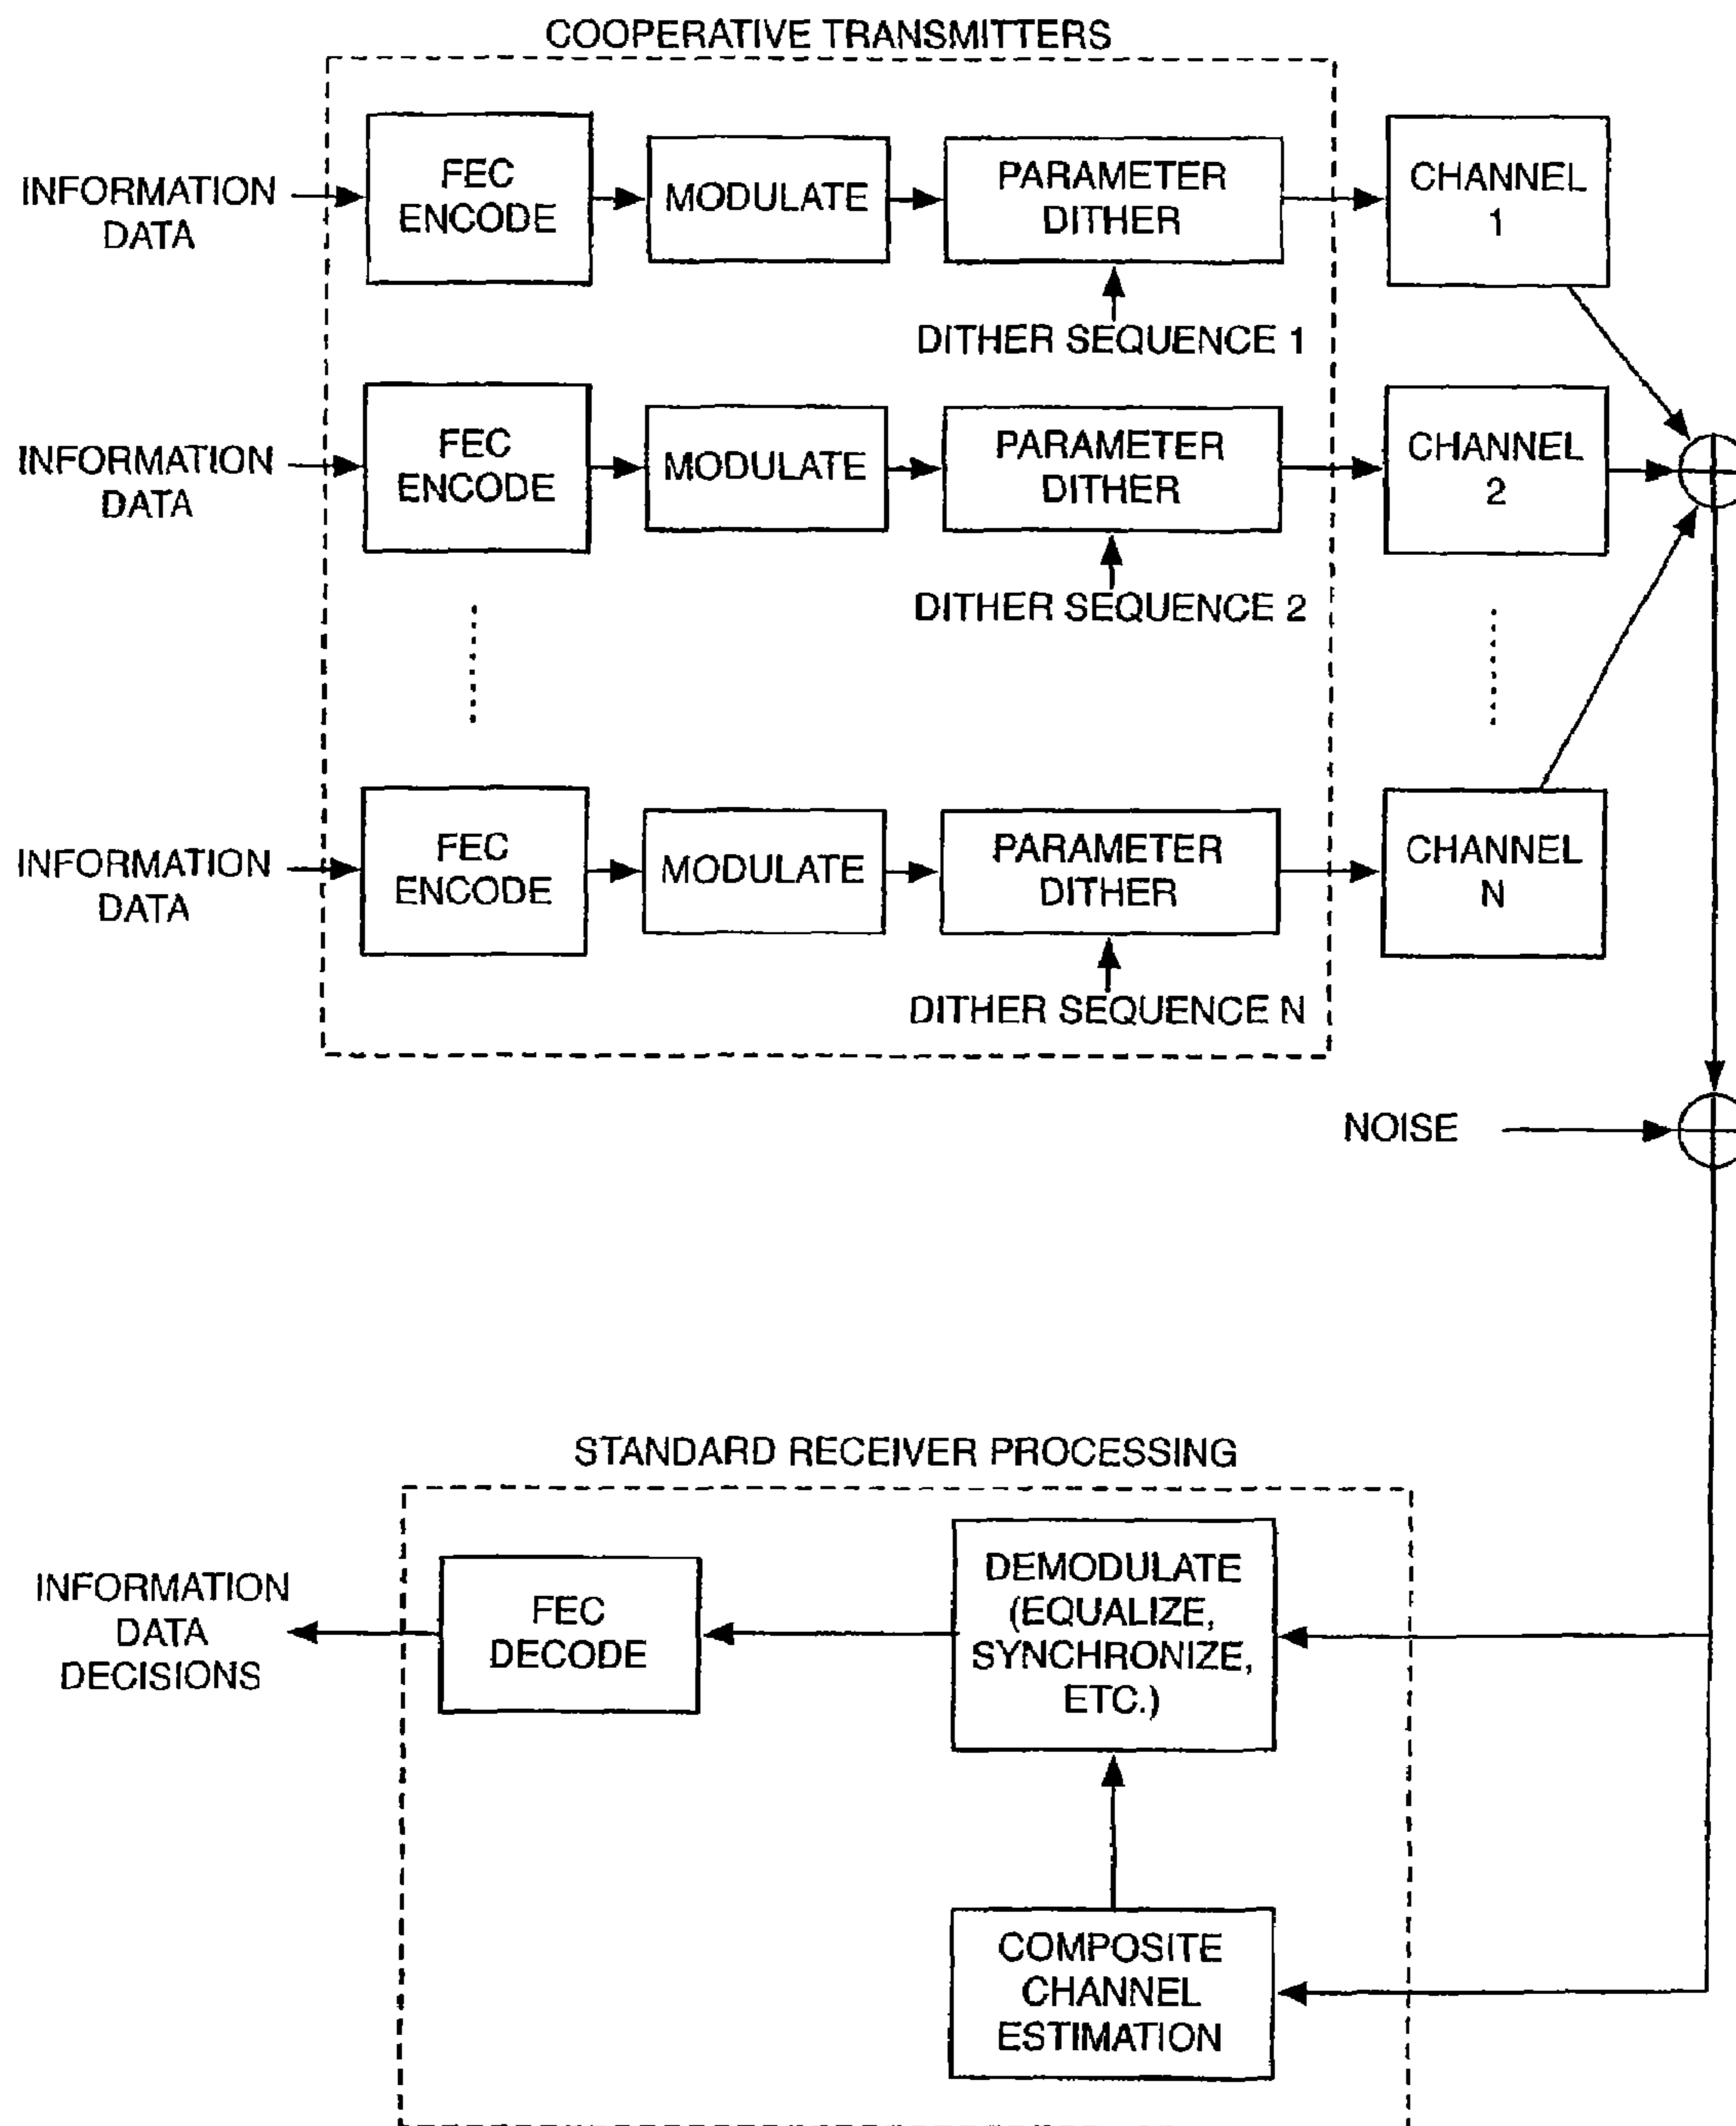 COOPERATIVE TRANSMITTERS
INFORMATION
DATA
FEC
ENCODE
MODULATE
PARAMETER
DITHER
CHANNEL
1
DITHER SEQUENCE 1
INFORMATION
DATA
FEC
ENCODE
MODULATE
PARAMETER
DITHER
CHANNEL
2
DITHER SEQUENCE 2
INFORMATION
DATA
FEC
ENCODE
MODULATE
PARAMETER
DITHER
CHANNEL
N
DITHER SEQUENCE N
NOISE
STANDARD RECEIVER PROCESSING
INFORMATION
DATA
DECISIONS
FEC
DECODE
DEMODULATE
(EQUALIZE,
SYNCHRONIZE,
ETC.)
COMPOSITE
CHANNEL
ESTIMATION